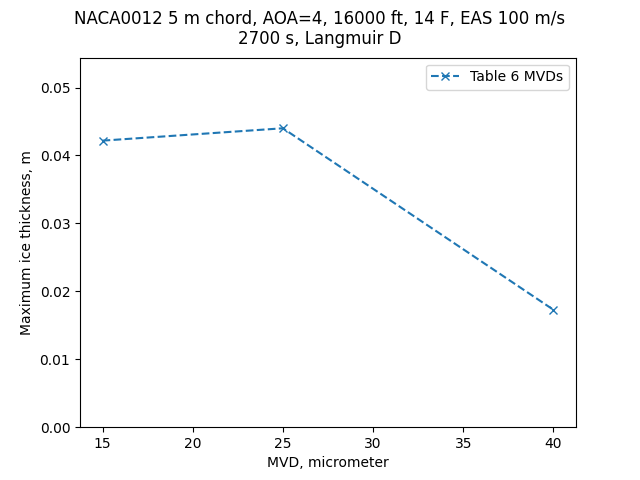 NACA0012 5 m chord, AOA=4, 16000 ft, 14 F, EAS 100 m/s
2700 s, Langmuir D
Table 6 MVDs
Maximum ice thickness, m
0.05
0.04
0.03
0.02
0.01
0.00
15 20 25 30 35 40
MVD, micrometer